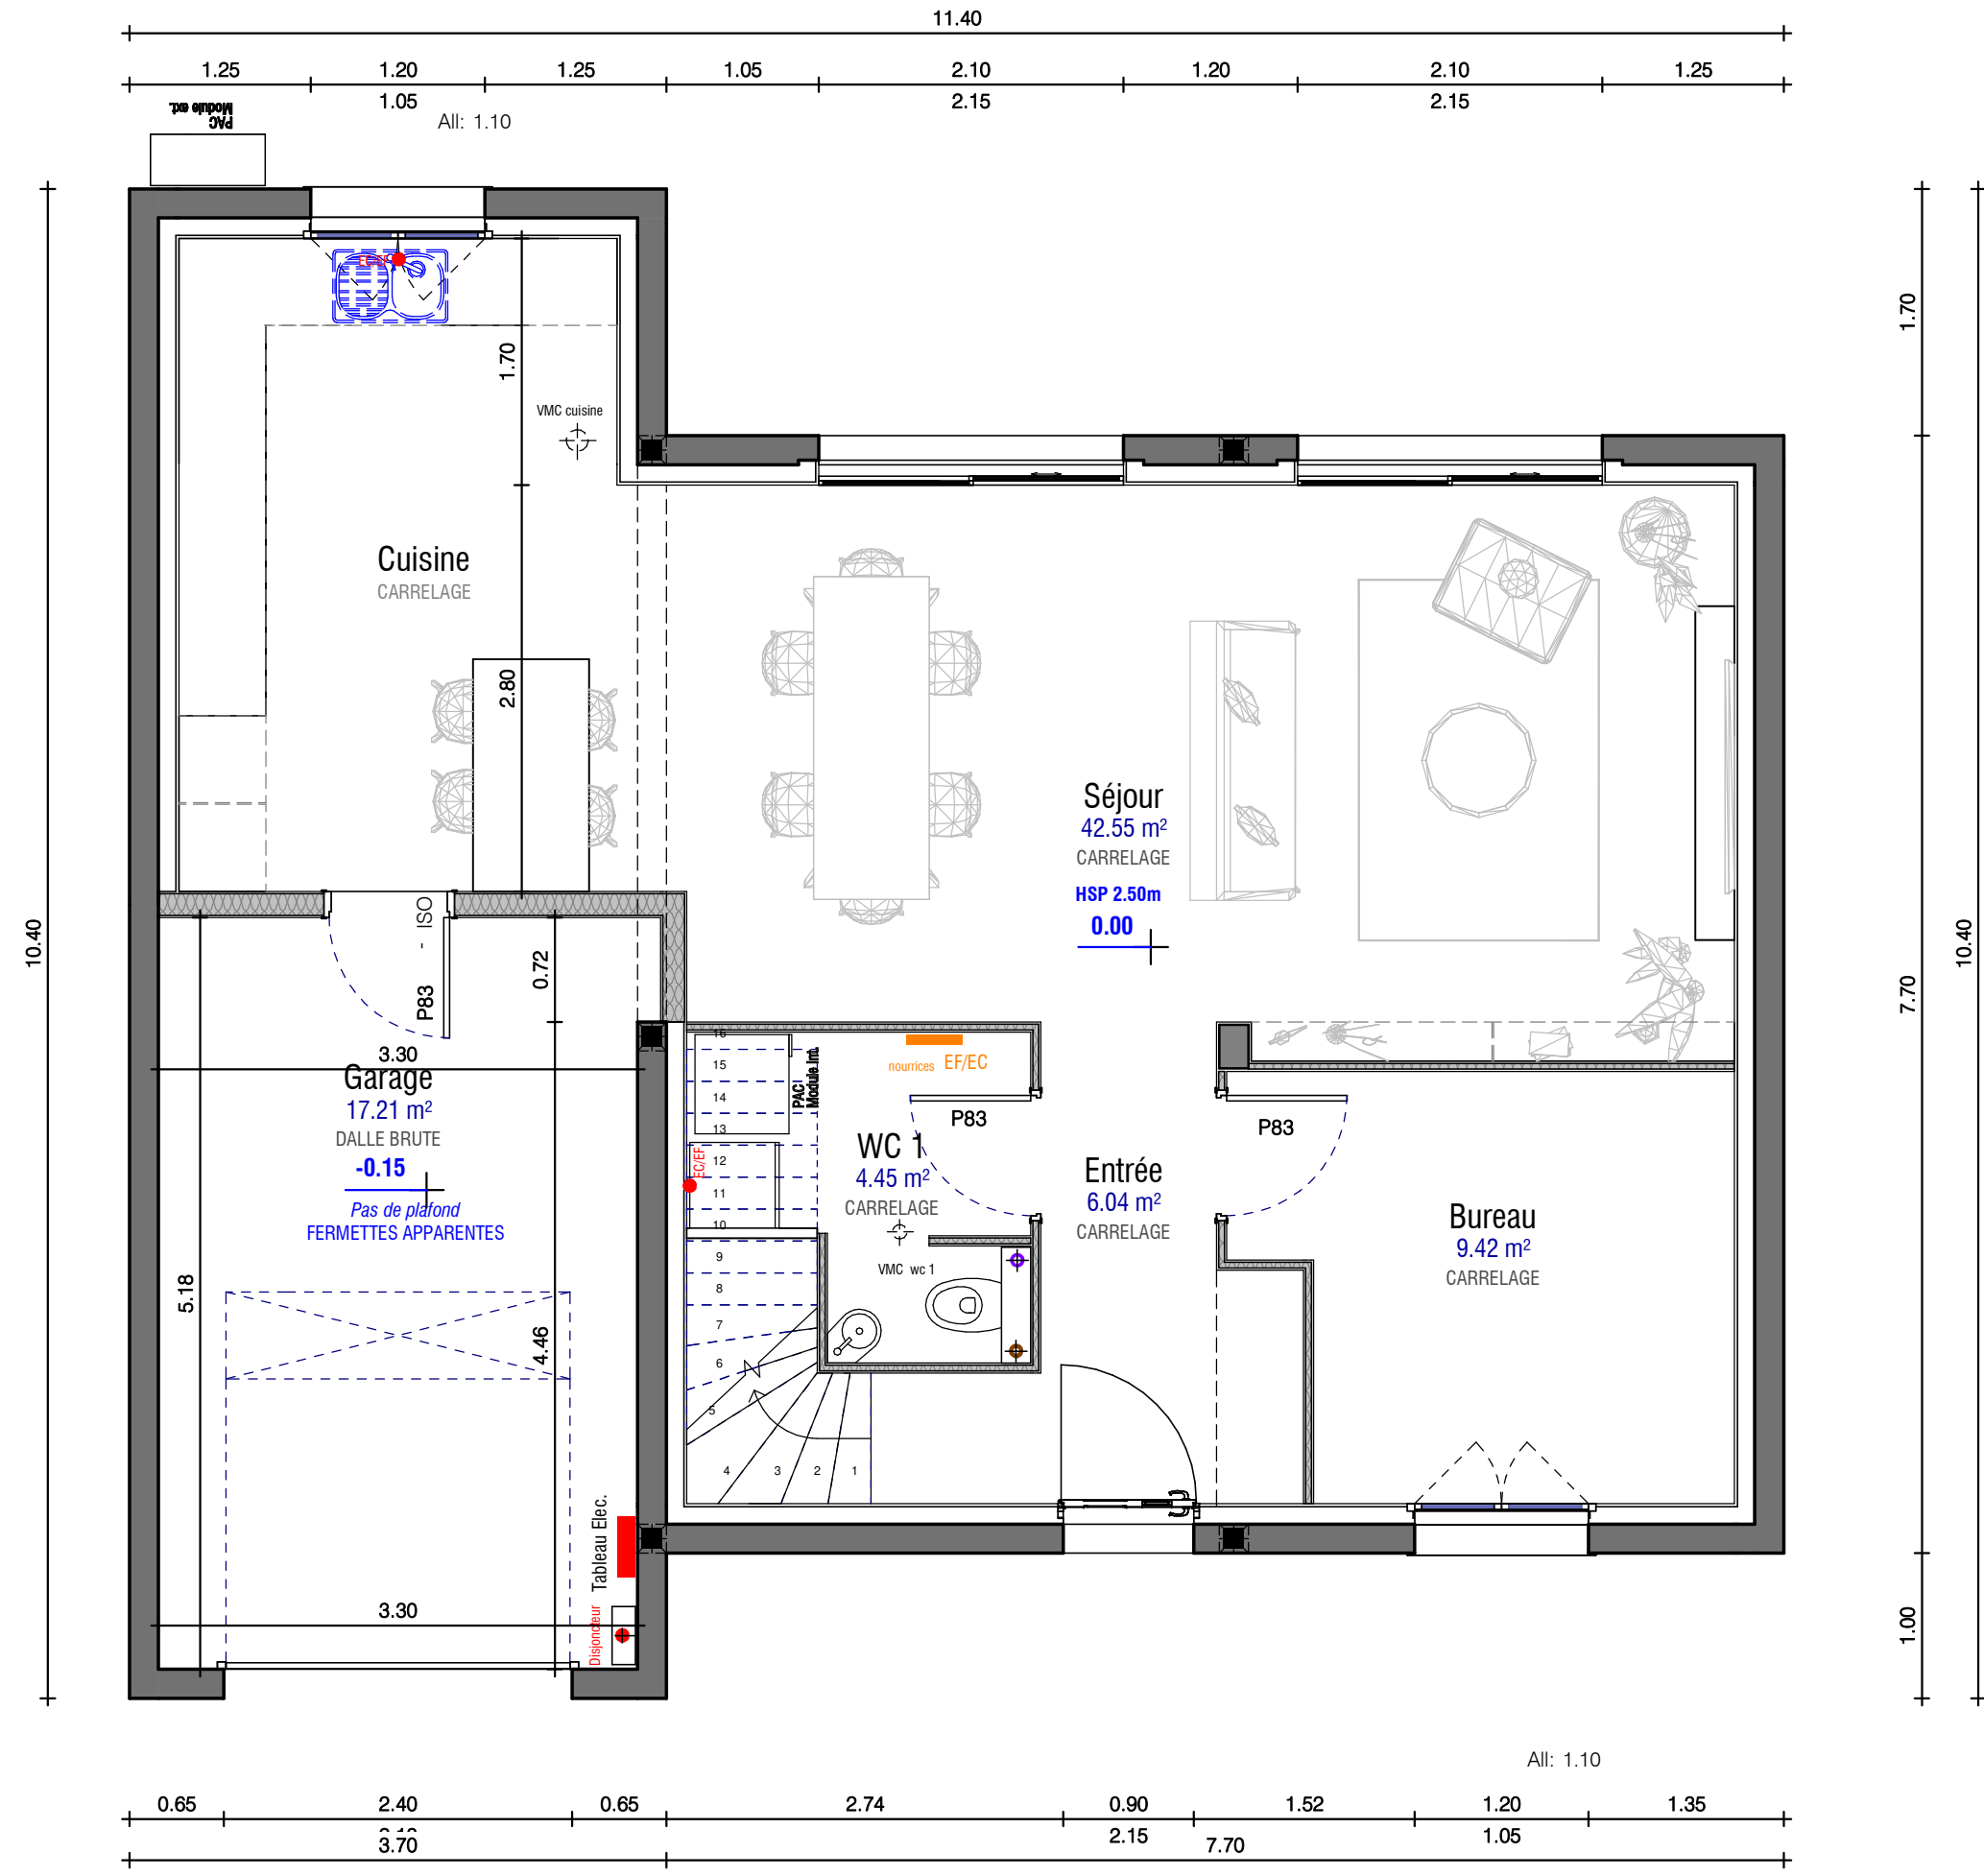 11.40
1.25 1.20 1.25 1.05 2.10 1.20 2.10 1.25
1.05 2.15 2.15
All: 1.10
PAC
Module ext.
EC/EF
1.70
1.70
VMC cuisine
Cuisine
CARRELAGE
2.80
Séjour
42.55 m²
CARRELAGE
HSP 2.50m
0.00
10.40
10.40
7.70
P83 - ISO
0.72
3.30
Garage
17.21 m²
DALLE BRUTE
-0.15
Pas de plafond
FERMETTES APPARENTES
5.18
4.46
16
15
14
13
12
11
10
9
8
7
6
5
4 3 2 1
PAC
Module int.
EC/EF
nourrices EF/EC
P83
P83
WC 1
4.45 m²
CARRELAGE
VMC wc 1
Entrée
6.04 m²
CARRELAGE
Bureau
9.42 m²
CARRELAGE
Tableau Elec.
Disjoncteur
3.30
1.00
All: 1.10
0.65 2.40 0.65 2.74 0.90 1.52 1.20 1.35
2.15 1.05
3.70 7.70